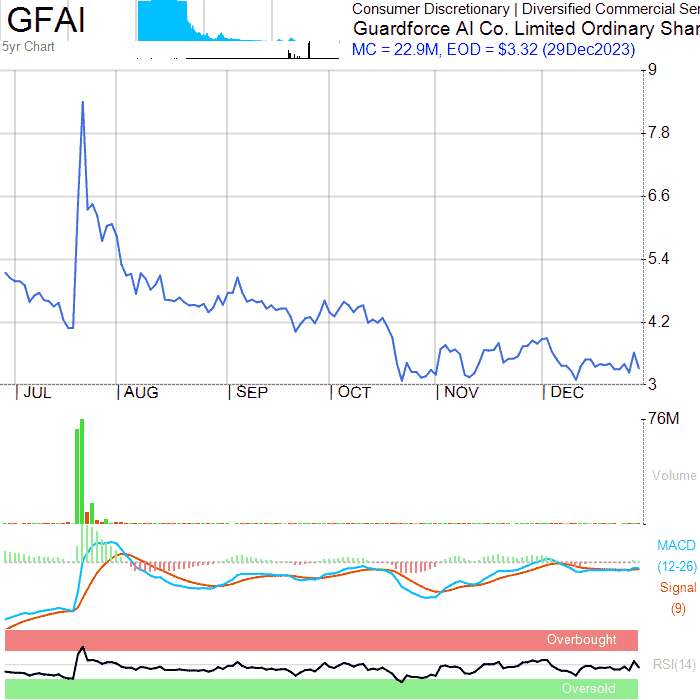 GFAI
5yr Chart
Consumer Discretionary | Diversified Commercial Ser
Guardforce AI Co. Limited Ordinary Shar
MC = 22.9M, EOD = $3.32 (29Dec2023)
9
7.8
6.6
5.4
4.2
3
JUL AUG SEP OCT NOV DEC
76M
Volume
MACD
(12-26)
Signal
(9)
Overbought
RSI(14)
Oversold